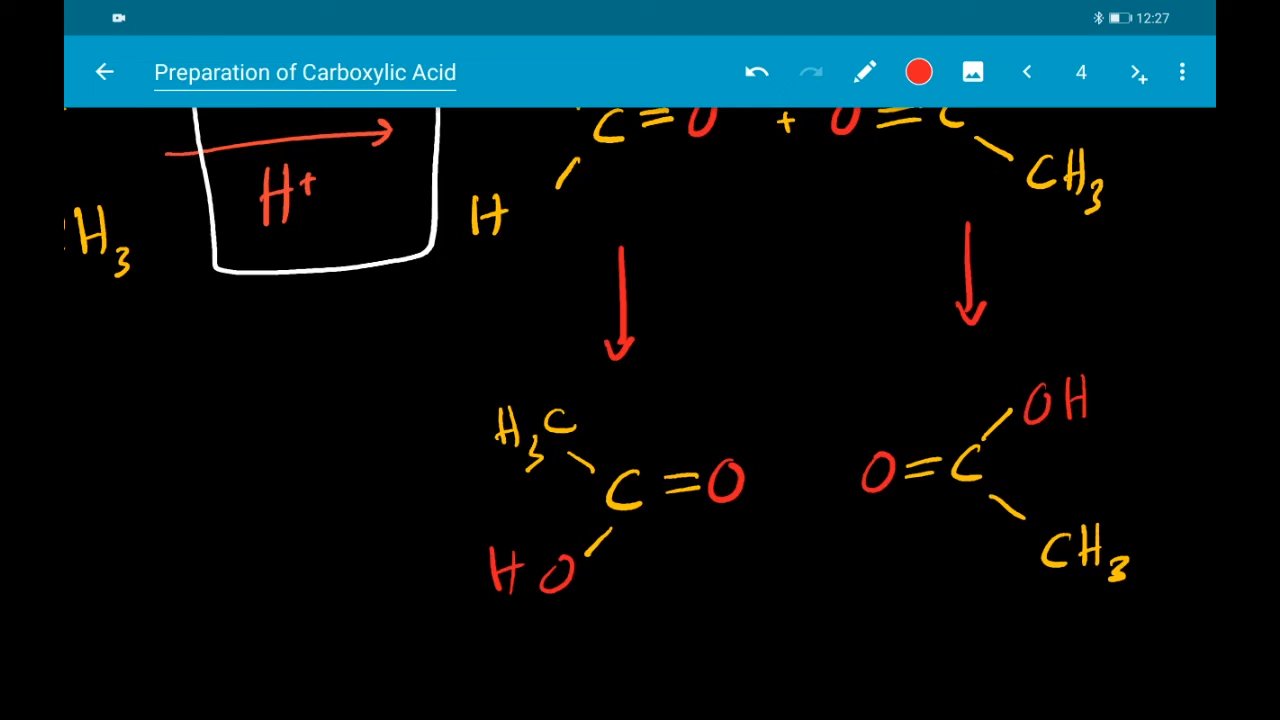 12:27
Preparation of Carboxylic Acid
4
C = O + O = C
H+
CH3
H
H3
OH
H3C
C = O
O = C
HO
CH3